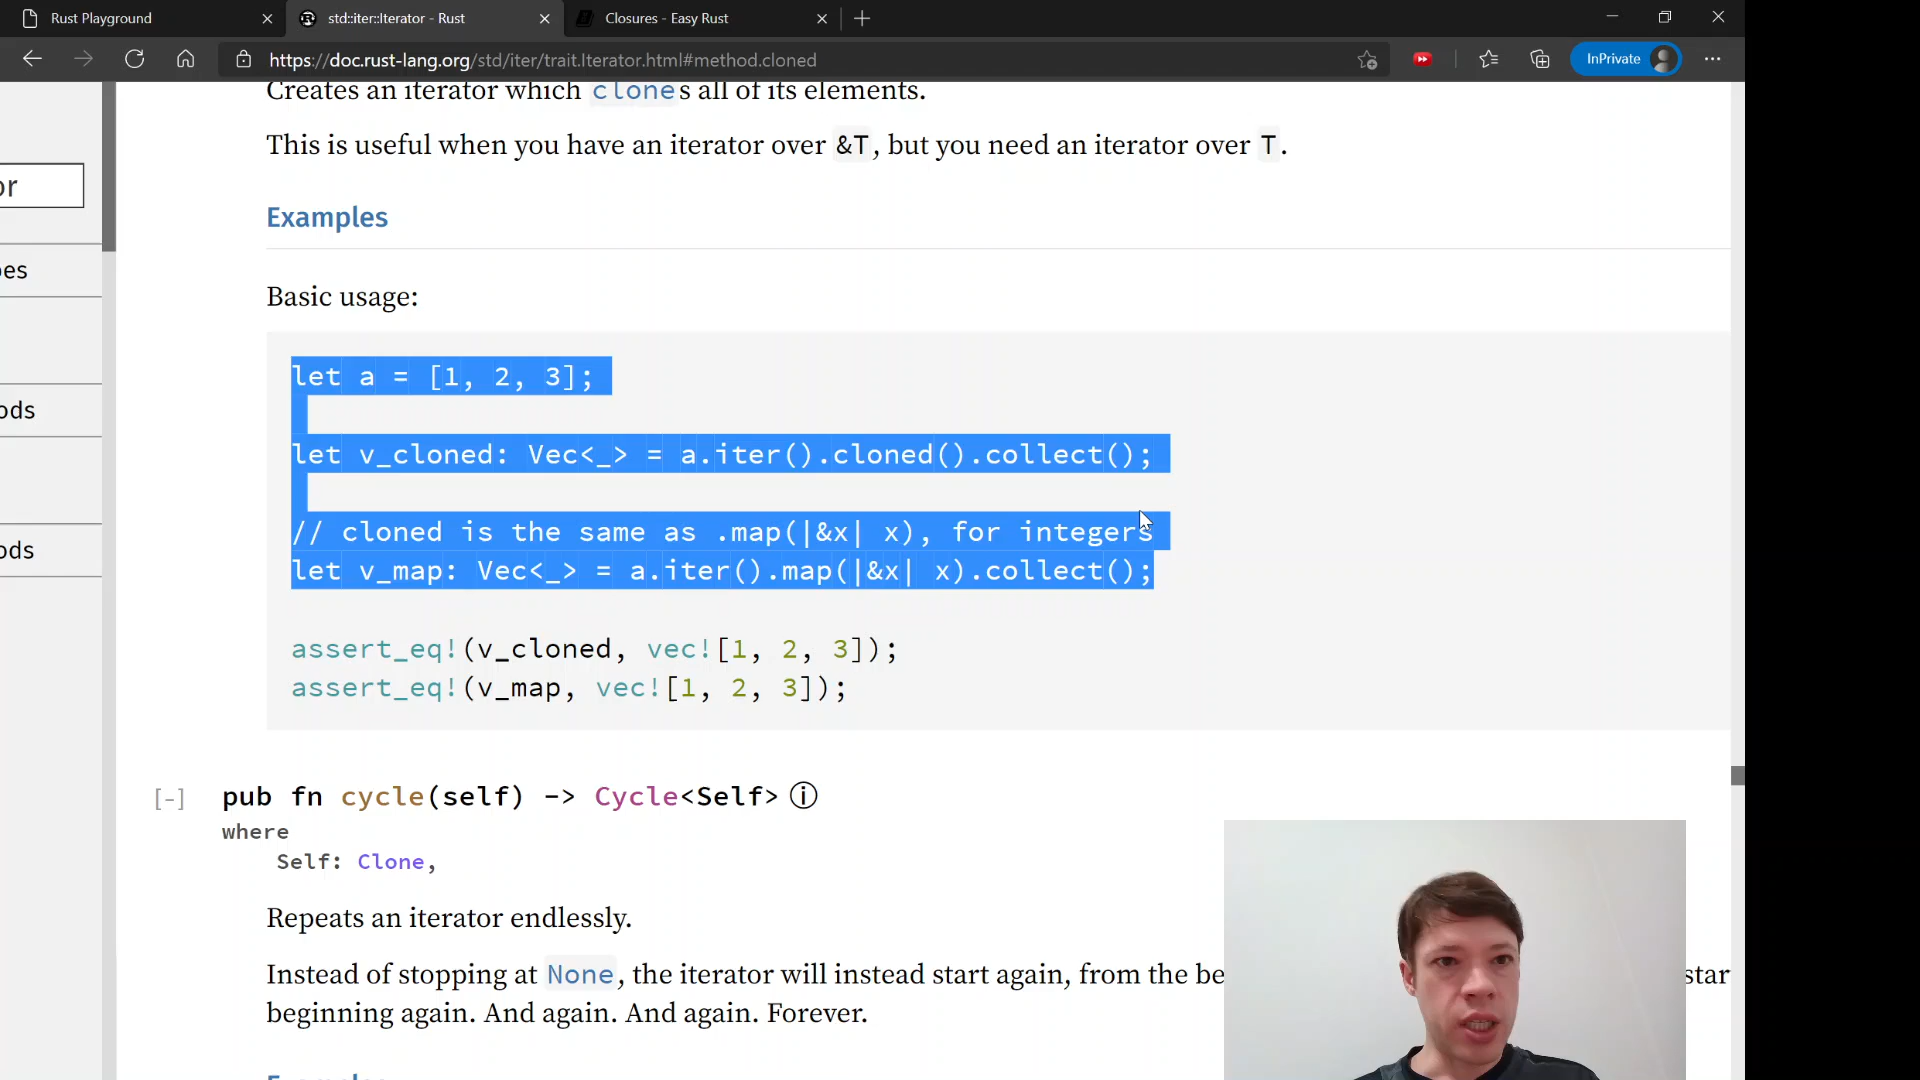 Rust Playground
std::iter::Iterator - Rust
Closures - Easy Rust
https://doc.rust-lang.org/std/iter/trait.Iterator.html#method.cloned
InPrivate
or
es
ods
ods
Creates an iterator which clones all of its elements.
This is useful when you have an iterator over &T, but you need an iterator over T.
Examples
Basic usage:
let a = [1, 2, 3];
let v_cloned: Vec<_> = a.iter().cloned().collect();
// cloned is the same as .map(|&x| x), for integers
let v_map: Vec<_> = a.iter().map(|&x| x).collect();
assert_eq!(v_cloned, vec![1, 2, 3]);
assert_eq!(v_map, vec![1, 2, 3]);
[-] pub fn cycle(self) -> Cycle<Self> ⓘ
where
Self: Clone,
Repeats an iterator endlessly.
Instead of stopping at None, the iterator will instead start again, from the be star
beginning again. And again. And again. Forever.
Examples